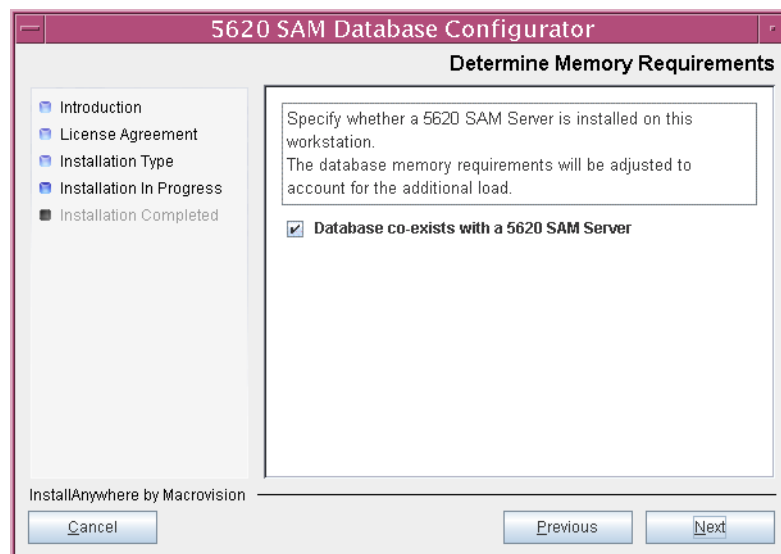 5620 SAM Database Configurator
Determine Memory Requirements
Introduction
License Agreement
Installation Type
Installation In Progress
Installation Completed
Specify whether a 5620 SAM Server is installed on this
workstation.
The database memory requirements will be adjusted to
account for the additional load.
Database co-exists with a 5620 SAM Server
InstallAnywhere by Macrovision
Cancel
Previous
Next